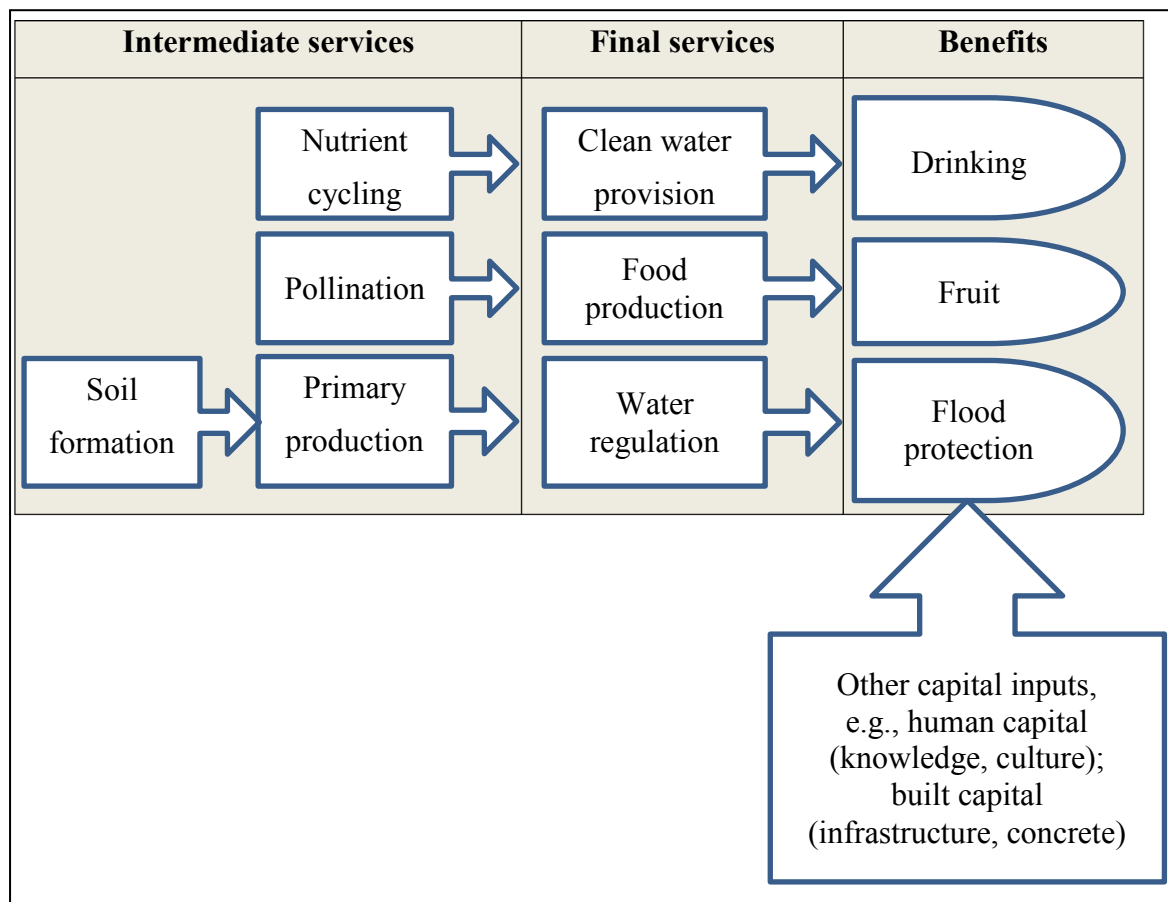 Intermediate services
Final services
Benefits
Nutrient
cycling
Clean water
provision
Drinking
Pollination
Food
production
Fruit
Soil
formation
Primary
production
Water
regulation
Flood
protection
Other capital inputs,
e.g., human capital
(knowledge, culture);
built capital
(infrastructure, concrete)